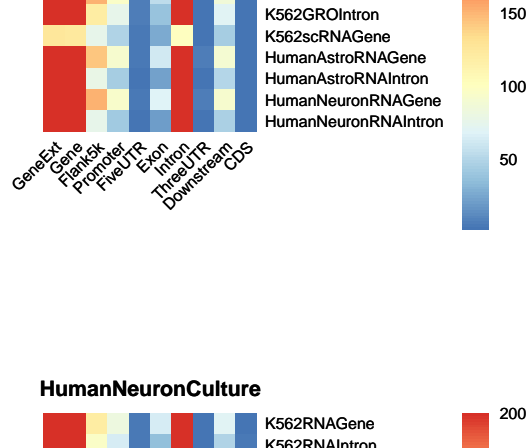 150
K562GROIntron
K562scRNAGene
HumanAstroRNAGene
HumanAstroRNAIntron
100
HumanNeuronRNAGene
HumanNeuronRNAIntron
50
GeneExt
Gene
Flank5k
Promoter
FiveUTR
Exon
Intron
ThreeUTR
Downstream
CDS
HumanNeuronCulture
200
K562RNAGene
K562RNAIntron